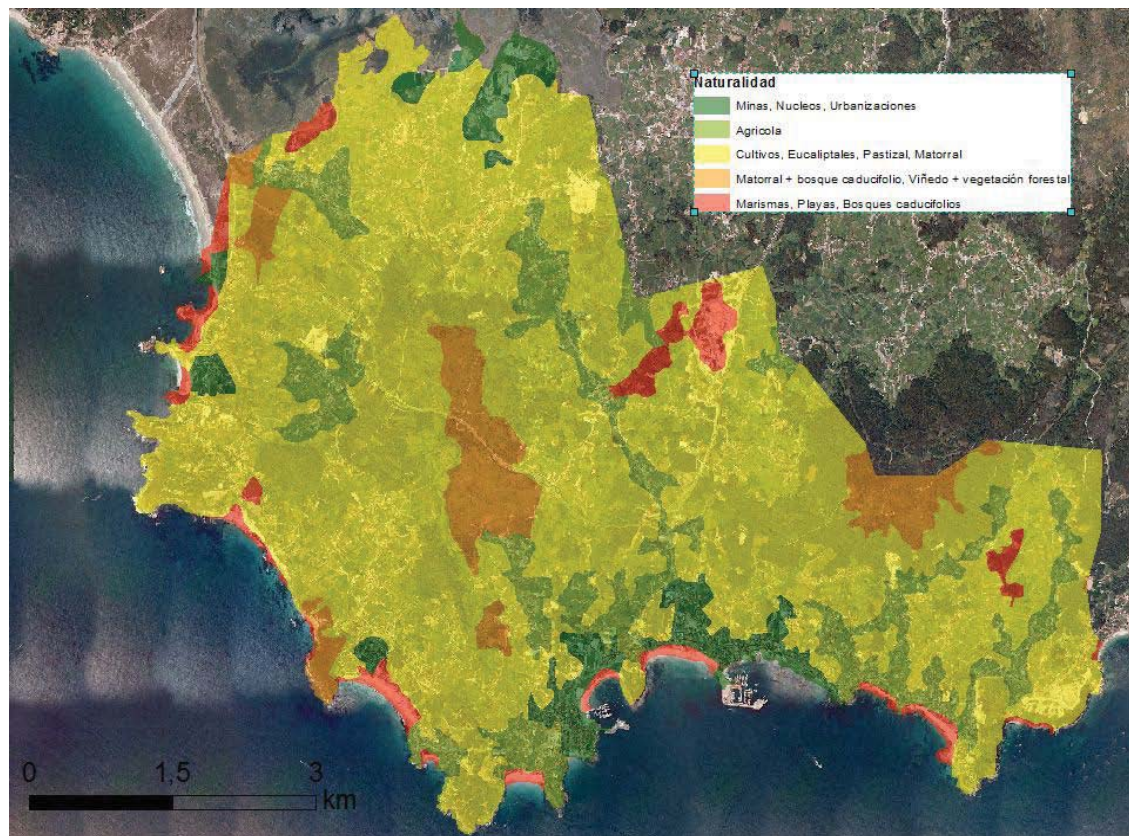 Naturalidad
Minas, Nucleos, Urbanizaciones
Agricola
Cultivos, Eucaliptales, Pastizal, Matorral
Matorral + bosque caducifolio, Viñedo + vegetación forestal
Marismas, Playas, Bosques caducifolios
0 1,5 3
km